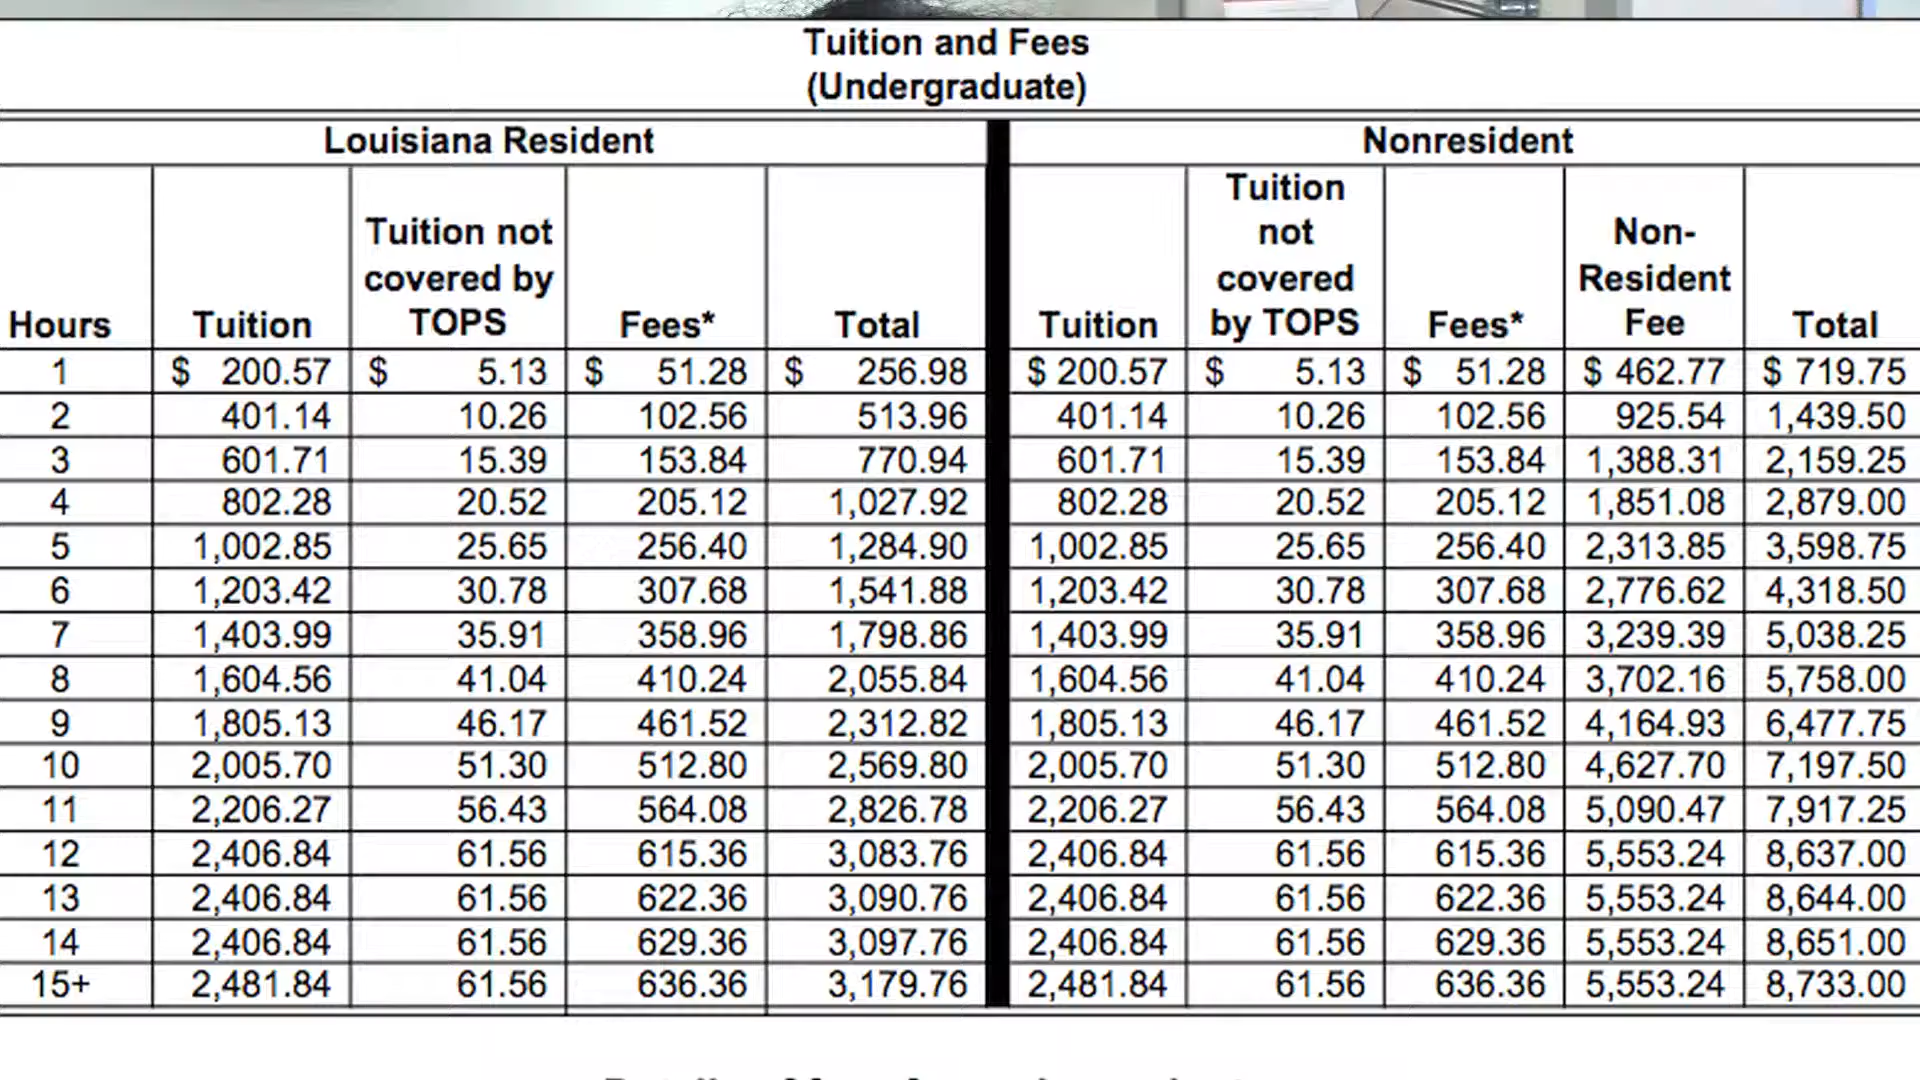 Tuition and Fees
(Undergraduate)
Louisiana Resident Nonresident
Hours Tuition Tuition not covered by TOPS Fees* Total Tuition Tuition not covered by TOPS Fees* Non-Resident Fee Total
1 $ 200.57 $ 5.13 $ 51.28 $ 256.98 $ 200.57 $ 5.13 $ 51.28 $ 462.77 $ 719.75
2 401.14 10.26 102.56 513.96 401.14 10.26 102.56 925.54 1,439.50
3 601.71 15.39 153.84 770.94 601.71 15.39 153.84 1,388.31 2,159.25
4 802.28 20.52 205.12 1,027.92 802.28 20.52 205.12 1,851.08 2,879.00
5 1,002.85 25.65 256.40 1,284.90 1,002.85 25.65 256.40 2,313.85 3,598.75
6 1,203.42 30.78 307.68 1,541.88 1,203.42 30.78 307.68 2,776.62 4,318.50
7 1,403.99 35.91 358.96 1,798.86 1,403.99 35.91 358.96 3,239.39 5,038.25
8 1,604.56 41.04 410.24 2,055.84 1,604.56 41.04 410.24 3,702.16 5,758.00
9 1,805.13 46.17 461.52 2,312.82 1,805.13 46.17 461.52 4,164.93 6,477.75
10 2,005.70 51.30 512.80 2,569.80 2,005.70 51.30 512.80 4,627.70 7,197.50
11 2,206.27 56.43 564.08 2,826.78 2,206.27 56.43 564.08 5,090.47 7,917.25
12 2,406.84 61.56 615.36 3,083.76 2,406.84 61.56 615.36 5,553.24 8,637.00
13 2,406.84 61.56 622.36 3,090.76 2,406.84 61.56 622.36 5,553.24 8,644.00
14 2,406.84 61.56 629.36 3,097.76 2,406.84 61.56 629.36 5,553.24 8,651.00
15+ 2,481.84 61.56 636.36 3,179.76 2,481.84 61.56 636.36 5,553.24 8,733.00